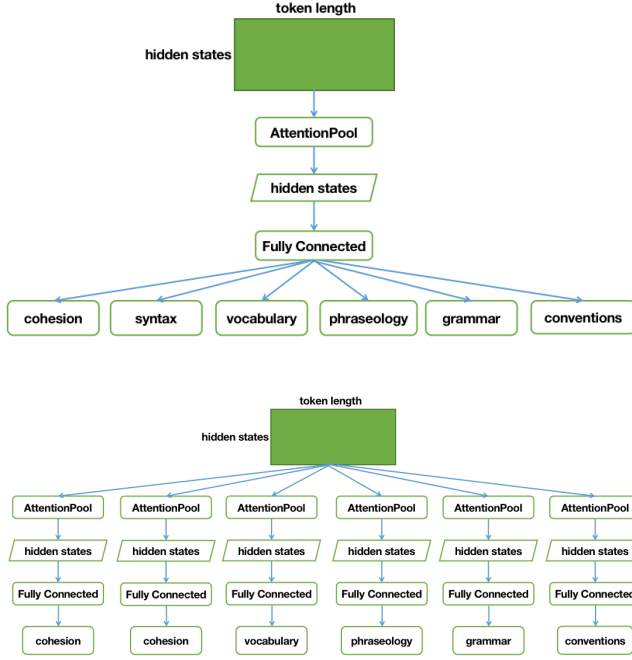 token length
hidden states
AttentionPool
hidden states
Fully Connected
cohesion syntax vocabulary phraseology grammar conventions
token length
hidden states
AttentionPool AttentionPool AttentionPool AttentionPool AttentionPool AttentionPool
hidden states hidden states hidden states hidden states hidden states hidden states
Fully Connected Fully Connected Fully Connected Fully Connected Fully Connected Fully Connected
cohesion cohesion vocabulary phraseology grammar conventions